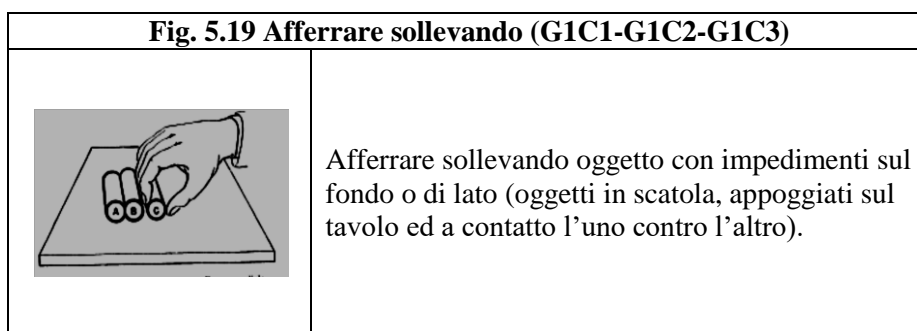 Fig. 5.19 Afferrare sollevando (G1C1-G1C2-G1C3)
A B C
Afferrare sollevando oggetto con impedimenti sul
fondo o di lato (oggetti in scatola, appoggiati sul
tavolo ed a contatto l’uno contro l’altro).